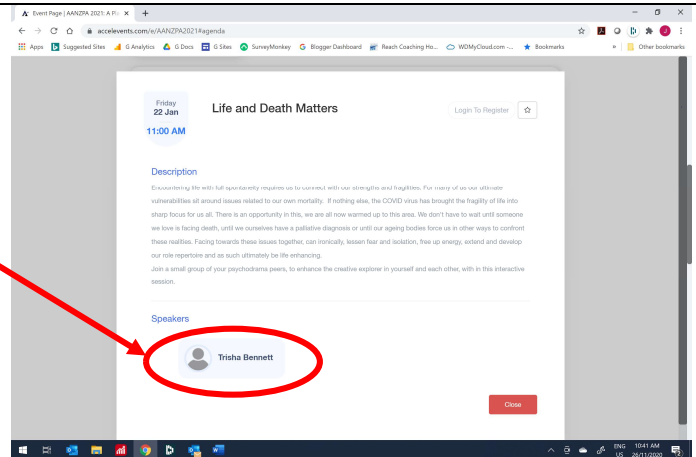 Event Page | AANZPA 2021: A Pl
accelevents.com/e/AANZPA2021#agenda
Apps Suggested Sites G Analytics G Docs G Sites SurveyMonkey Blogger Dashboard Reach Coaching Ho... WDMyCloud.com -... Bookmarks » Other bookmarks
Friday
22 Jan
11:00 AM
Life and Death Matters
Login To Register
Description
Encountering life with full spontaneity requires us to connect with our strengths and fragilities. For many of us our ultimate
vulnerabilities sit around issues related to our own mortality. If nothing else, the COVID virus has brought the fragility of life into
sharp focus for us all. There is an opportunity in this, we are all now warmed up to this area. We don't have to wait until someone
we love is facing death, until we ourselves have a palliative diagnosis or until our ageing bodies force us in other ways to confront
these realities. Facing towards these issues together, can ironically, lessen fear and isolation, free up energy, extend and develop
our role repertoire and as such ultimately be life enhancing.
Join a small group of your psychodrama peers, to enhance the creative explorer in yourself and each other, with in this interactive
session.
Speakers
Trisha Bennett
Close
ENG 10:41 AM
US 26/11/2020